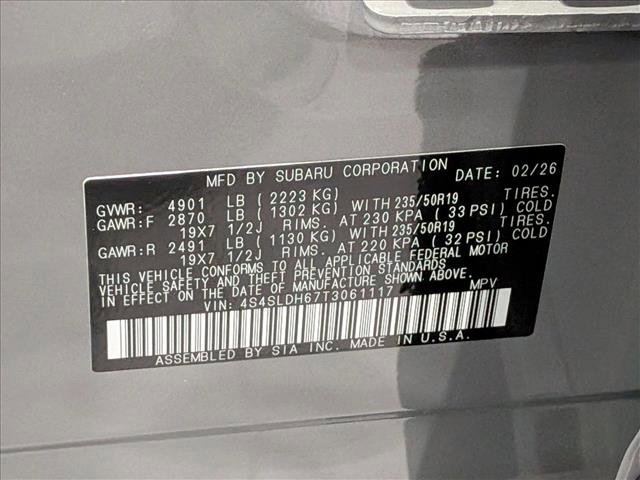 MFD BY SUBARU CORPORATION DATE: 02/26
GVWR: 4901 LB ( 2223 KG)
GAWR:F 2870 LB ( 1302 KG) WITH 235/50R19 TIRES.
19X7 1/2J RIMS. AT 230 KPA ( 33 PSI) COLD
GAWR:R 2491 LB ( 1130 KG) WITH 235/50R19 TIRES.
19X7 1/2J RIMS. AT 220 KPA ( 32 PSI) COLD
THIS VEHICLE CONFORMS TO ALL APPLICABLE FEDERAL MOTOR
VEHICLE SAFETY AND THEFT PREVENTION STANDARDS
IN EFFECT ON THE DATE OF MANUFACTURE SHOWN ABOVE.
VIN: 4S4SLDH67T3061117 MPV
ASSEMBLED BY SIA INC. MADE IN U.S.A.